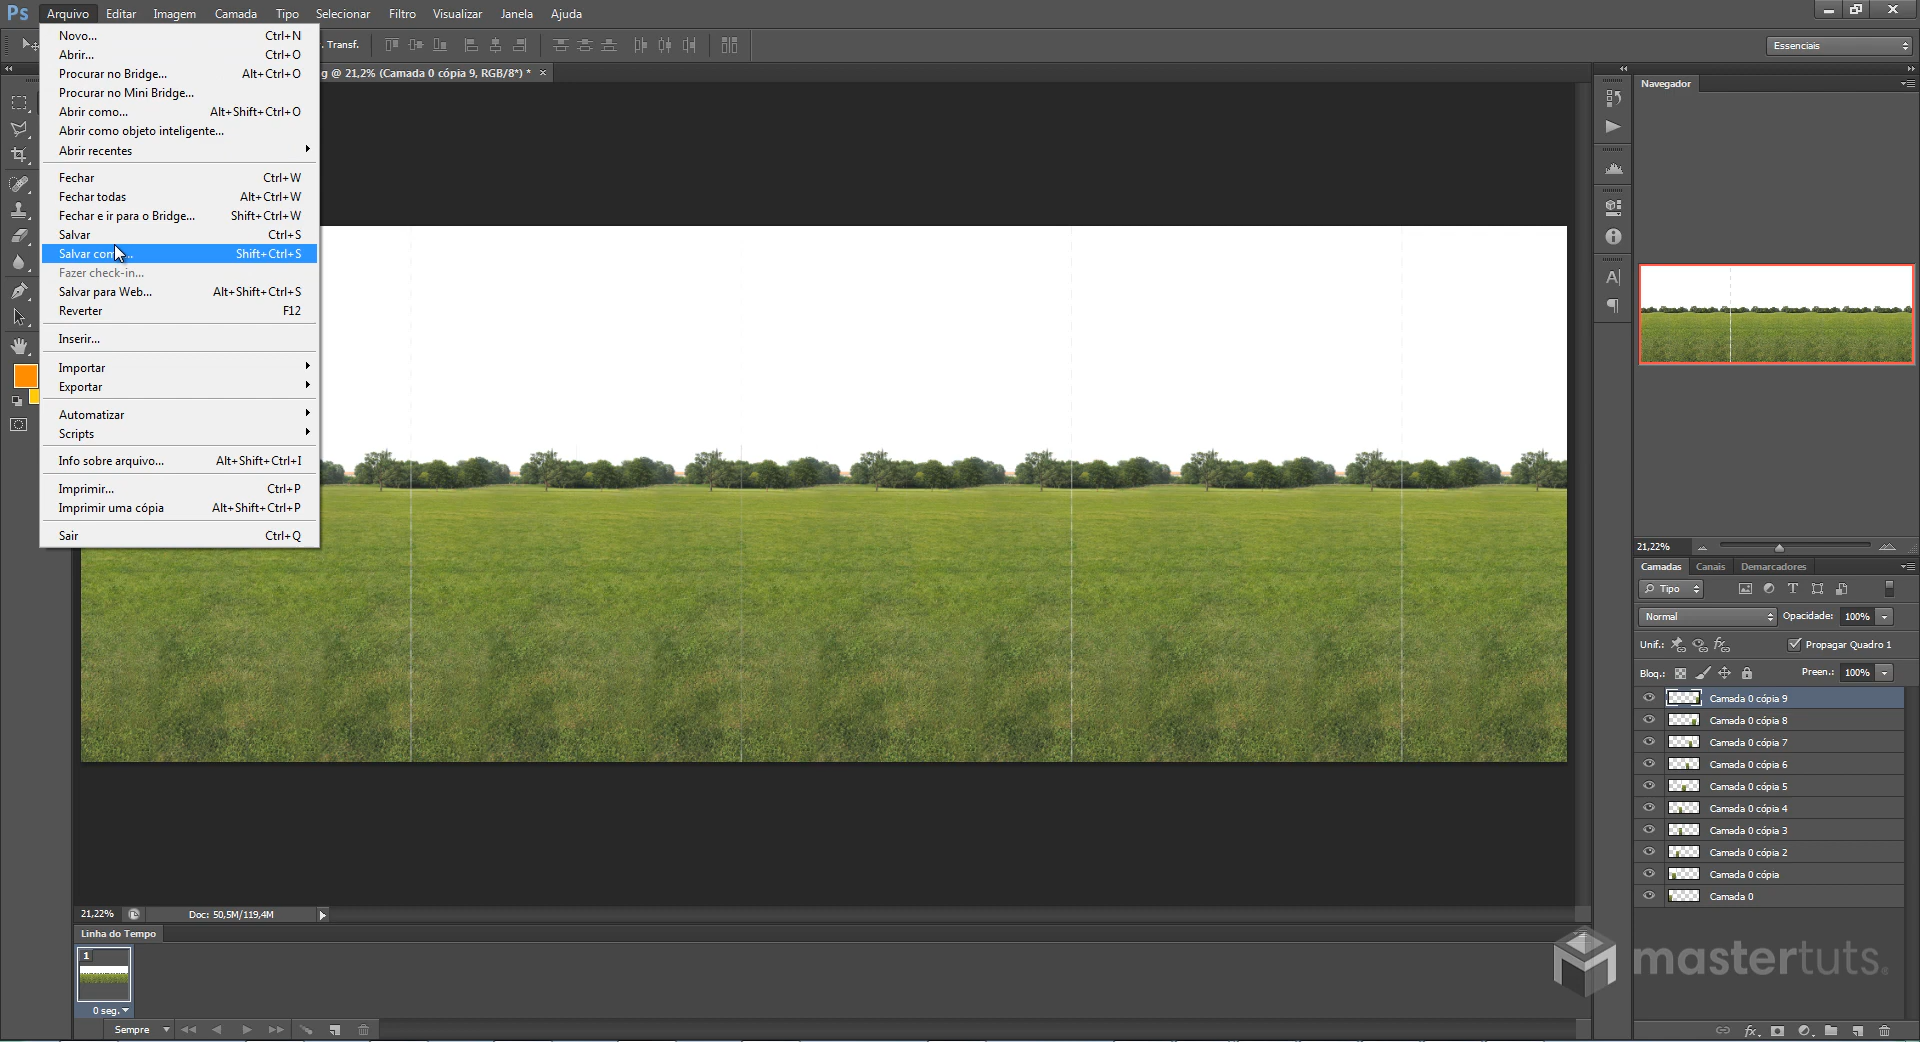 Ps Arquivo Editar Imagem Camada Tipo Selecionar Filtro Visualizar Janela Ajuda
. Transf. Essenciais
g @ 21,2% (Camada 0 cópia 9, RGB/8*) * ×
Novo... Ctrl+N
Abrir... Ctrl+O
Procurar no Bridge... Alt+Ctrl+O
Procurar no Mini Bridge...
Abrir como... Alt+Shift+Ctrl+O
Abrir como objeto inteligente...
Abrir recentes
Fechar Ctrl+W
Fechar todas Alt+Ctrl+W
Fechar e ir para o Bridge... Shift+Ctrl+W
Salvar Ctrl+S
Salvar com... Shift+Ctrl+S
Fazer check-in...
Salvar para Web... Alt+Shift+Ctrl+S
Reverter F12
Inserir...
Importar
Exportar
Automatizar
Scripts
Info sobre arquivo... Alt+Shift+Ctrl+I
Imprimir... Ctrl+P
Imprimir uma cópia Alt+Shift+Ctrl+P
Sair Ctrl+Q
Navegador
21,22%
Camadas Canais Demarcadores
Tipo
Normal Opacidade: 100%
Unif.: Propagar Quadro 1
Bloq.: Preen.: 100%
Camada 0 cópia 9
Camada 0 cópia 8
Camada 0 cópia 7
Camada 0 cópia 6
Camada 0 cópia 5
Camada 0 cópia 4
Camada 0 cópia 3
Camada 0 cópia 2
Camada 0 cópia
Camada 0
21,22% Doc: 50,5M/119,4M
Linha do Tempo
1
0 seg.
Sempre
mastertuts.